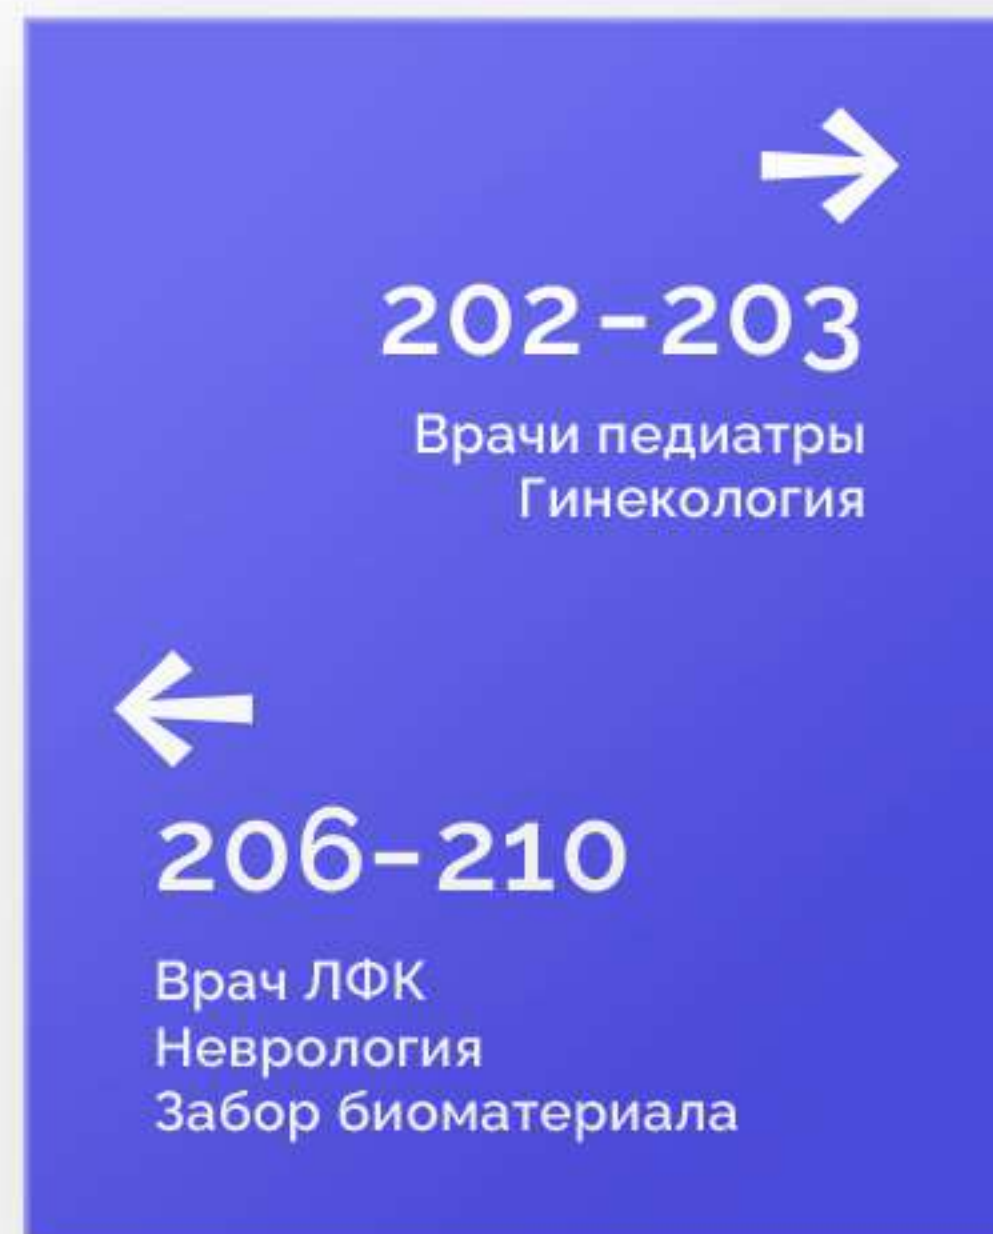 202-203
Врачи педиатры
Гинекология
206-210
Врач ЛФК
Неврология
Забор биоматериала